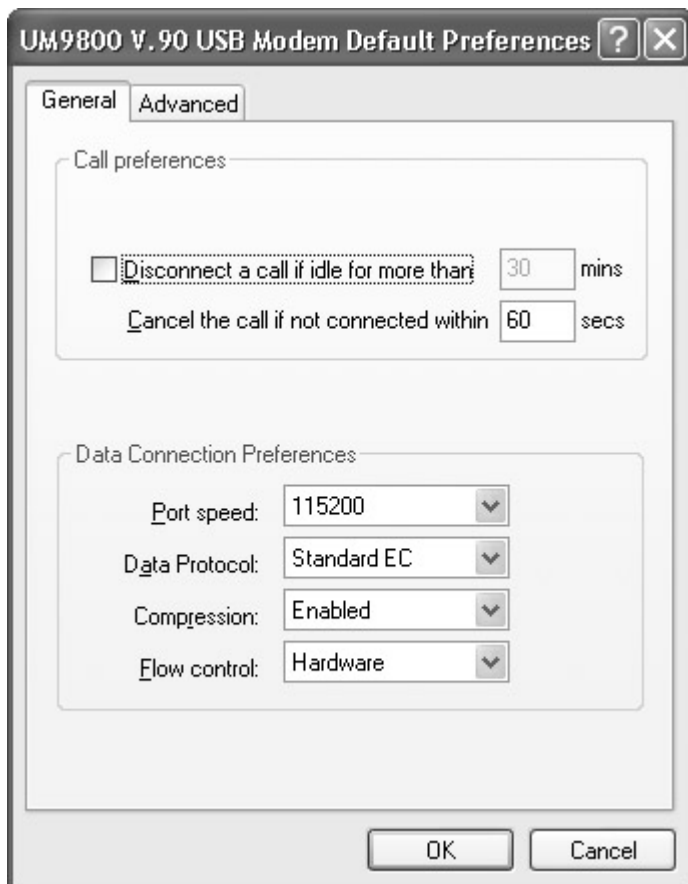 UM9800 V.90 USB Modem Default Preferences ? X
General Advanced
Call preferences
Disconnect a call if idle for more than 30 mins
Cancel the call if not connected within 60 secs
Data Connection Preferences
Port speed: 115200
Data Protocol: Standard EC
Compression: Enabled
Flow control: Hardware
OK Cancel